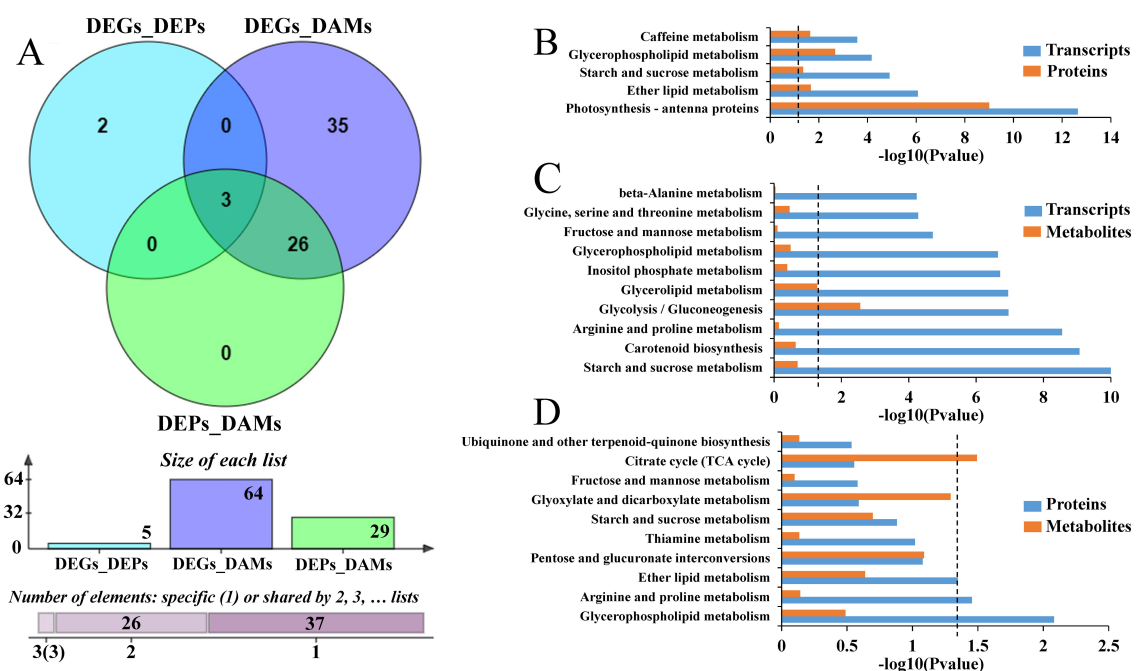 A
DEGs_DEPs
DEGs_DAMs
2
0
35
3
0
26
0
DEPs_DAMs
Size of each list
64
32
0
5
64
29
DEGs_DEPs
DEGs_DAMs
DEPs_DAMs
Number of elements: specific (1) or shared by 2, 3, … lists
26
37
3(3)
2
1
B
Caffeine metabolism
Glycerophospholipid metabolism
Starch and sucrose metabolism
Ether lipid metabolism
Photosynthesis - antenna proteins
Transcripts
Proteins
0 2 4 6 8 10 12 14
-log10(Pvalue)
C
beta-Alanine metabolism
Glycine, serine and threonine metabolism
Fructose and mannose metabolism
Glycerophospholipid metabolism
Inositol phosphate metabolism
Glycerolipid metabolism
Glycolysis / Gluconeogenesis
Arginine and proline metabolism
Carotenoid biosynthesis
Starch and sucrose metabolism
Transcripts
Metabolites
0 2 4 6 8 10
-log10(Pvalue)
D
Ubiquinone and other terpenoid-quinone biosynthesis
Citrate cycle (TCA cycle)
Fructose and mannose metabolism
Glyoxylate and dicarboxylate metabolism
Starch and sucrose metabolism
Thiamine metabolism
Pentose and glucuronate interconversions
Ether lipid metabolism
Arginine and proline metabolism
Glycerophospholipid metabolism
Proteins
Metabolites
0 0.5 1 1.5 2 2.5
-log10(Pvalue)